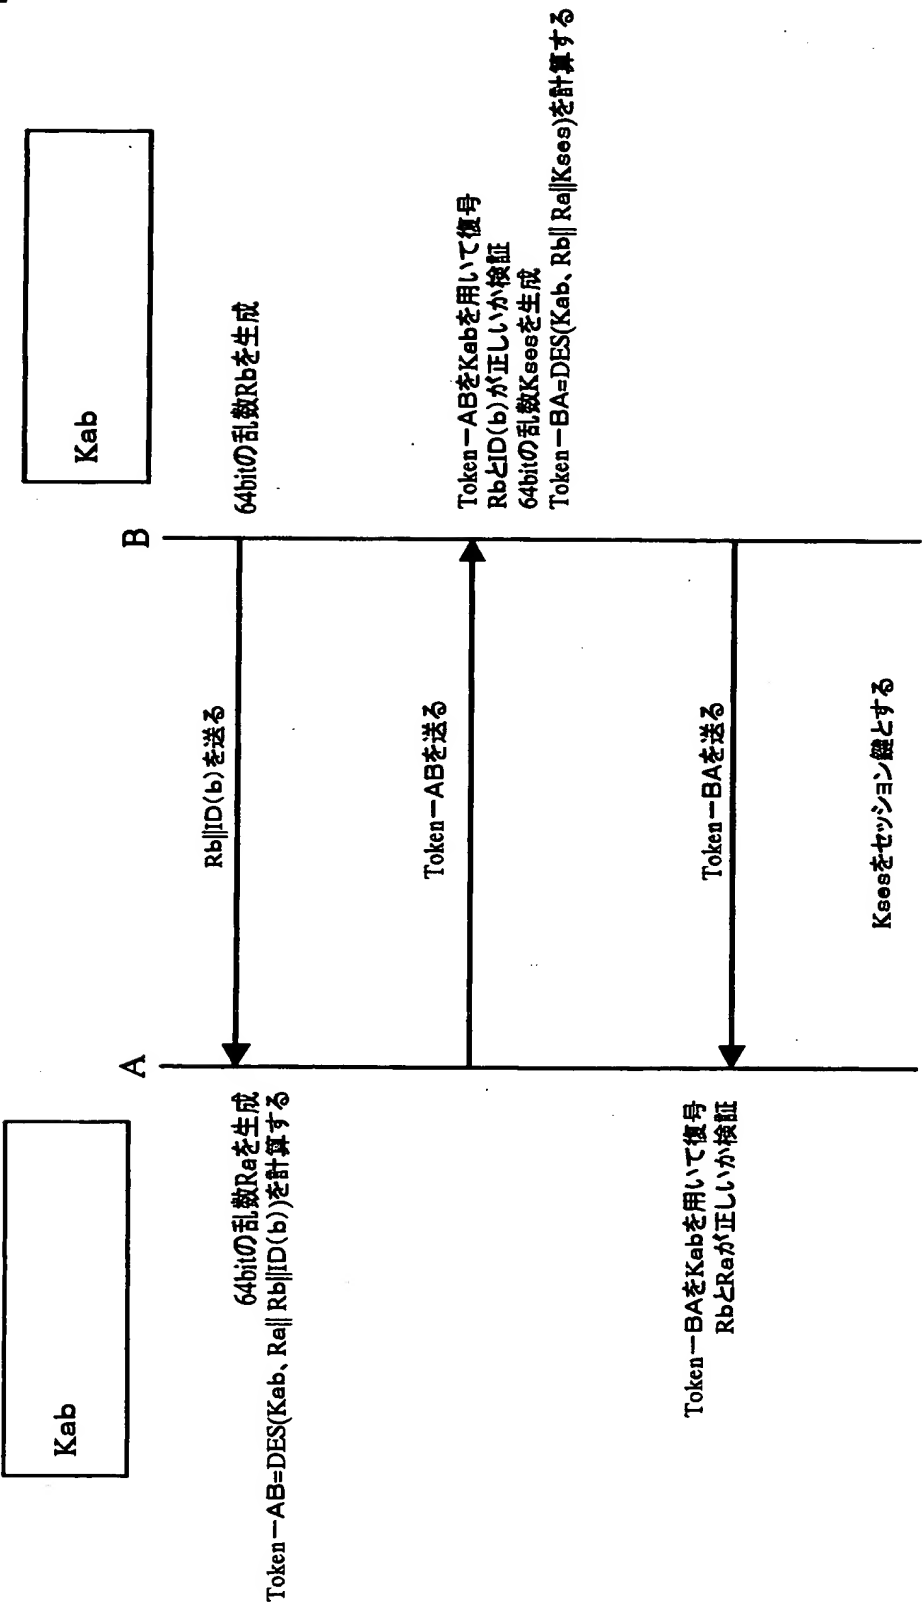 Kab
Kab
A
B
64bitの乱数Rbを生成
Rb||ID(b)を送る
64bitの乱数Raを生成
Token－AB=DES(Kab、Ra|| Rb||ID(b))を計算する
Token－ABを送る
Token－ABをKabを用いて復号
RbとID(b)が正しいか検証
64bitの乱数Ksesを生成
Token－BA=DES(Kab、Rb|| Ra||Kses)を計算する
Token－BAを送る
Token－BAをKabを用いて復号
RbとRaが正しいか検証
Ksesをセッション鍵とする